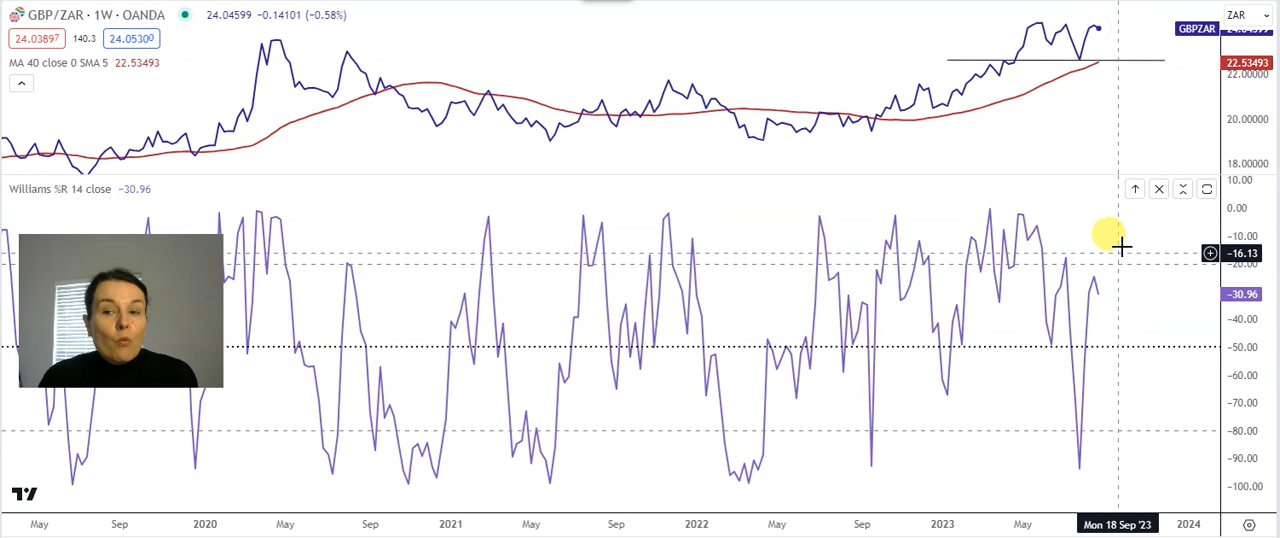 GBP/ZAR · 1W · OANDA 24.04599 −0.14101 (−0.58%)
ZAR
24.03897 140.3 24.05300
GBPZAR
MA 40 close 0 SMA 5 22.53493
22.53493
22.00000
20.00000
18.00000
Williams %R 14 close −30.96
10.00
0.00
−10.00
−16.13
−20.00
−30.96
−40.00
−50.00
−60.00
−70.00
−80.00
−90.00
−100.00
May Sep 2020 May Sep 2021 May Sep 2022 May Sep 2023 May Mon 18 Sep '23 2024